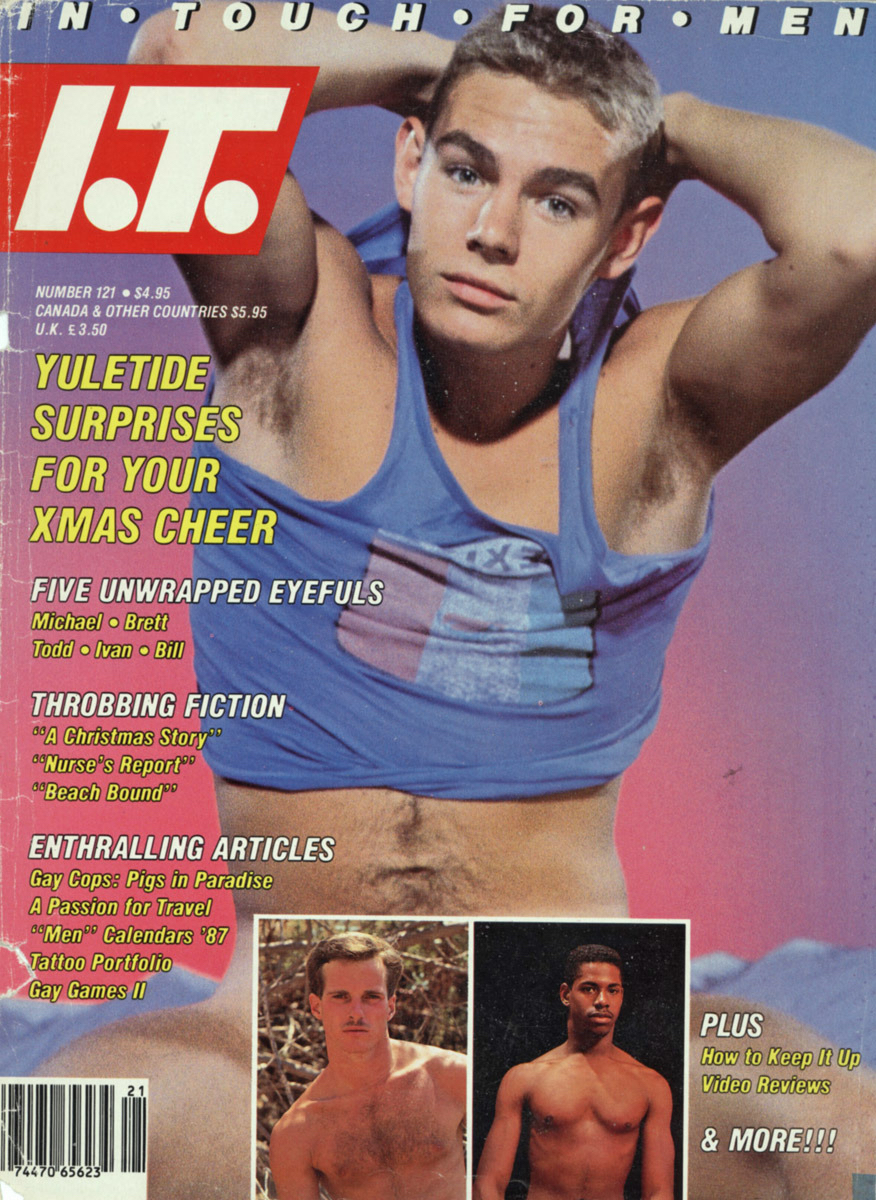 IN • TOUCH • FOR • MEN
I.T.
NUMBER 121 • $4.95
CANADA & OTHER COUNTRIES $5.95
U.K. £3.50
YULETIDE
SURPRISES
FOR YOUR
XMAS CHEER
FIVE UNWRAPPED EYEFULS
Michael • Brett
Todd • Ivan • Bill
THROBBING FICTION
"A Christmas Story"
"Nurse's Report"
"Beach Bound"
ENTHRALLING ARTICLES
Gay Cops: Pigs in Paradise
A Passion for Travel
"Men" Calendars '87
Tattoo Portfolio
Gay Games II
PLUS
How to Keep It Up
Video Reviews
& MORE!!!
21
74470 65623